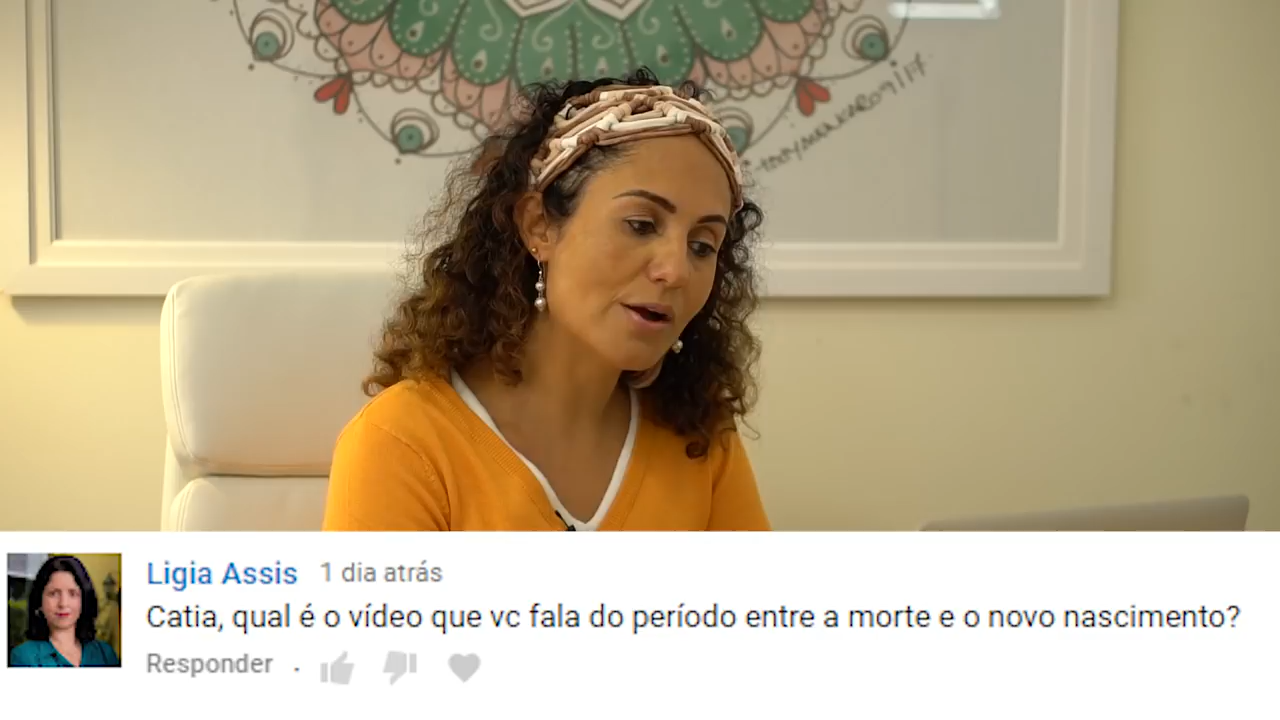 Ligia Assis 1 dia atrás
Catia, qual é o vídeo que vc fala do período entre a morte e o novo nascimento?
Responder .